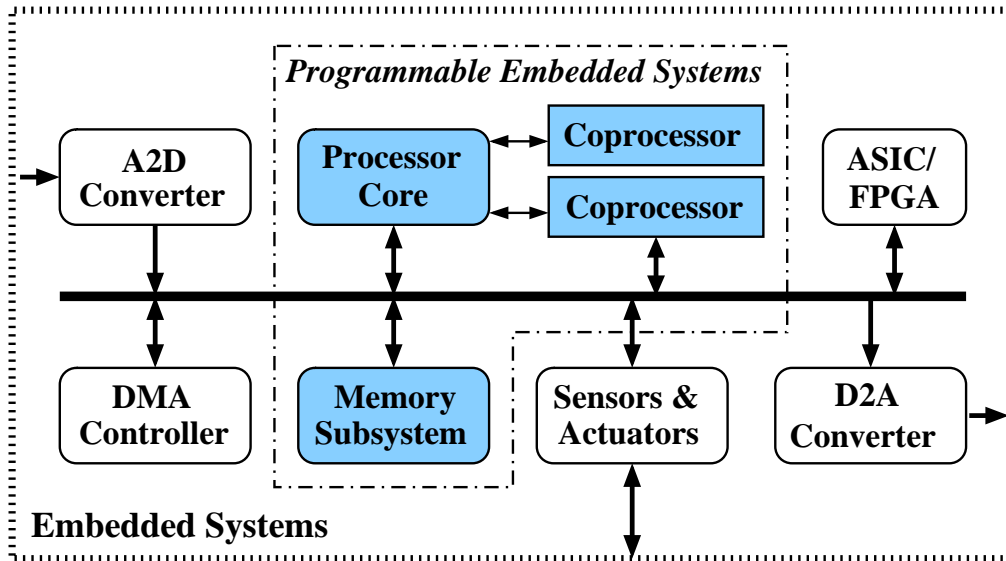 Programmable Embedded Systems
A2D
Converter
Processor
Core
Coprocessor
Coprocessor
ASIC/
FPGA
DMA
Controller
Memory
Subsystem
Sensors &
Actuators
D2A
Converter
Embedded Systems